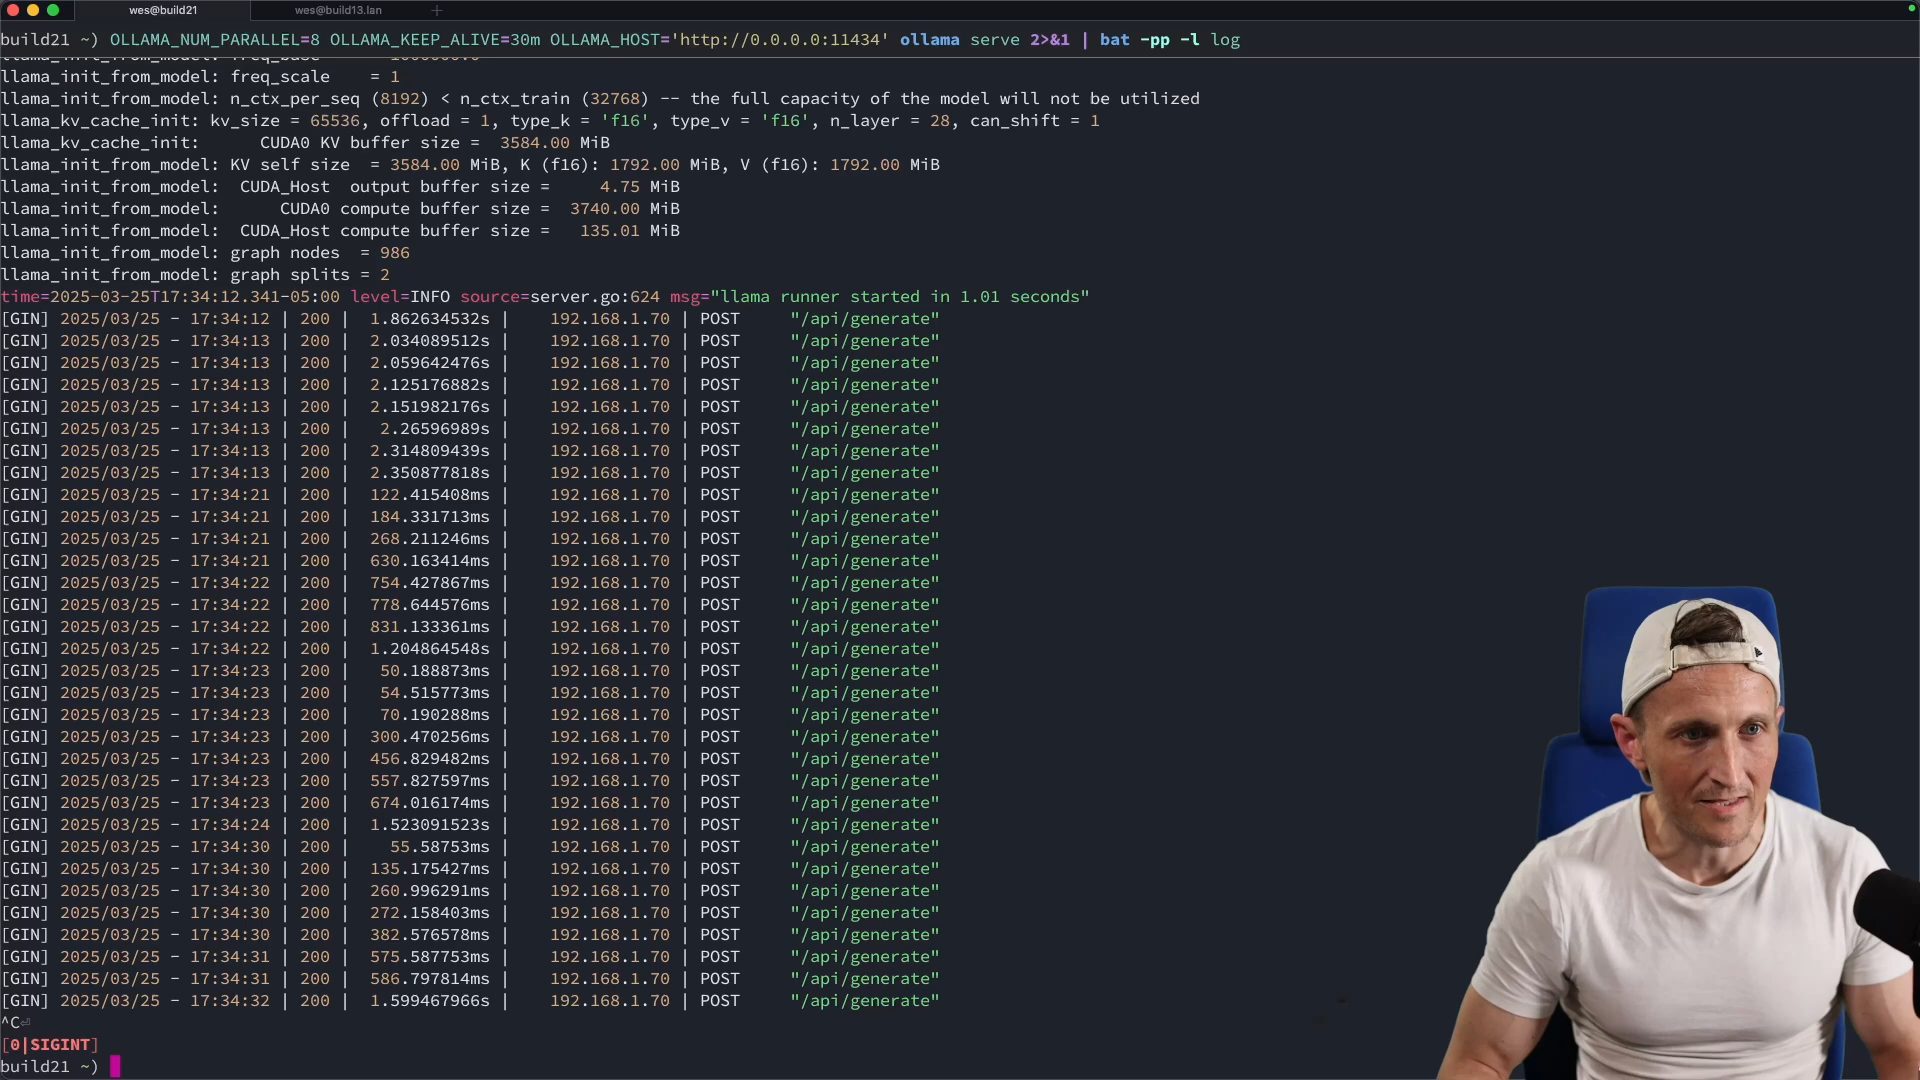 wes@build21
wes@build13.lan
build21 ~) OLLAMA_NUM_PARALLEL=8 OLLAMA_KEEP_ALIVE=30m OLLAMA_HOST='http://0.0.0.0:11434' ollama serve 2>&1 | bat -pp -l log
llama_init_from_model: freq_base
llama_init_from_model: freq_scale    = 1
llama_init_from_model: n_ctx_per_seq (8192) < n_ctx_train (32768) -- the full capacity of the model will not be utilized
llama_kv_cache_init: kv_size = 65536, offload = 1, type_k = 'f16', type_v = 'f16', n_layer = 28, can_shift = 1
llama_kv_cache_init:      CUDA0 KV buffer size =  3584.00 MiB
llama_init_from_model: KV self size  = 3584.00 MiB, K (f16): 1792.00 MiB, V (f16): 1792.00 MiB
llama_init_from_model:  CUDA_Host  output buffer size =     4.75 MiB
llama_init_from_model:      CUDA0 compute buffer size =  3740.00 MiB
llama_init_from_model:  CUDA_Host compute buffer size =   135.01 MiB
llama_init_from_model: graph nodes  = 986
llama_init_from_model: graph splits = 2
time=2025-03-25T17:34:12.341-05:00 level=INFO source=server.go:624 msg="llama runner started in 1.01 seconds"
[GIN] 2025/03/25 - 17:34:12 | 200 |  1.862634532s |    192.168.1.70 | POST     "/api/generate"
[GIN] 2025/03/25 - 17:34:13 | 200 |  2.034089512s |    192.168.1.70 | POST     "/api/generate"
[GIN] 2025/03/25 - 17:34:13 | 200 |  2.059642476s |    192.168.1.70 | POST     "/api/generate"
[GIN] 2025/03/25 - 17:34:13 | 200 |  2.125176882s |    192.168.1.70 | POST     "/api/generate"
[GIN] 2025/03/25 - 17:34:13 | 200 |  2.151982176s |    192.168.1.70 | POST     "/api/generate"
[GIN] 2025/03/25 - 17:34:13 | 200 |   2.26596989s |    192.168.1.70 | POST     "/api/generate"
[GIN] 2025/03/25 - 17:34:13 | 200 |  2.314809439s |    192.168.1.70 | POST     "/api/generate"
[GIN] 2025/03/25 - 17:34:13 | 200 |  2.350877818s |    192.168.1.70 | POST     "/api/generate"
[GIN] 2025/03/25 - 17:34:21 | 200 |  122.415408ms |    192.168.1.70 | POST     "/api/generate"
[GIN] 2025/03/25 - 17:34:21 | 200 |  184.331713ms |    192.168.1.70 | POST     "/api/generate"
[GIN] 2025/03/25 - 17:34:21 | 200 |  268.211246ms |    192.168.1.70 | POST     "/api/generate"
[GIN] 2025/03/25 - 17:34:21 | 200 |  630.163414ms |    192.168.1.70 | POST     "/api/generate"
[GIN] 2025/03/25 - 17:34:22 | 200 |  754.427867ms |    192.168.1.70 | POST     "/api/generate"
[GIN] 2025/03/25 - 17:34:22 | 200 |  778.644576ms |    192.168.1.70 | POST     "/api/generate"
[GIN] 2025/03/25 - 17:34:22 | 200 |  831.133361ms |    192.168.1.70 | POST     "/api/generate"
[GIN] 2025/03/25 - 17:34:22 | 200 |  1.204864548s |    192.168.1.70 | POST     "/api/generate"
[GIN] 2025/03/25 - 17:34:23 | 200 |   50.188873ms |    192.168.1.70 | POST     "/api/generate"
[GIN] 2025/03/25 - 17:34:23 | 200 |   54.515773ms |    192.168.1.70 | POST     "/api/generate"
[GIN] 2025/03/25 - 17:34:23 | 200 |   70.190288ms |    192.168.1.70 | POST     "/api/generate"
[GIN] 2025/03/25 - 17:34:23 | 200 |  300.470256ms |    192.168.1.70 | POST     "/api/generate"
[GIN] 2025/03/25 - 17:34:23 | 200 |  456.829482ms |    192.168.1.70 | POST     "/api/generate"
[GIN] 2025/03/25 - 17:34:23 | 200 |  557.827597ms |    192.168.1.70 | POST     "/api/generate"
[GIN] 2025/03/25 - 17:34:23 | 200 |  674.016174ms |    192.168.1.70 | POST     "/api/generate"
[GIN] 2025/03/25 - 17:34:24 | 200 |  1.523091523s |    192.168.1.70 | POST     "/api/generate"
[GIN] 2025/03/25 - 17:34:30 | 200 |    55.58753ms |    192.168.1.70 | POST     "/api/generate"
[GIN] 2025/03/25 - 17:34:30 | 200 |  135.175427ms |    192.168.1.70 | POST     "/api/generate"
[GIN] 2025/03/25 - 17:34:30 | 200 |  260.996291ms |    192.168.1.70 | POST     "/api/generate"
[GIN] 2025/03/25 - 17:34:30 | 200 |  272.158403ms |    192.168.1.70 | POST     "/api/generate"
[GIN] 2025/03/25 - 17:34:30 | 200 |  382.576578ms |    192.168.1.70 | POST     "/api/generate"
[GIN] 2025/03/25 - 17:34:31 | 200 |  575.587753ms |    192.168.1.70 | POST     "/api/generate"
[GIN] 2025/03/25 - 17:34:31 | 200 |  586.797814ms |    192.168.1.70 | POST     "/api/generate"
[GIN] 2025/03/25 - 17:34:32 | 200 |  1.599467966s |    192.168.1.70 | POST     "/api/generate"
^C⏎
[0|SIGINT]
build21 ~)